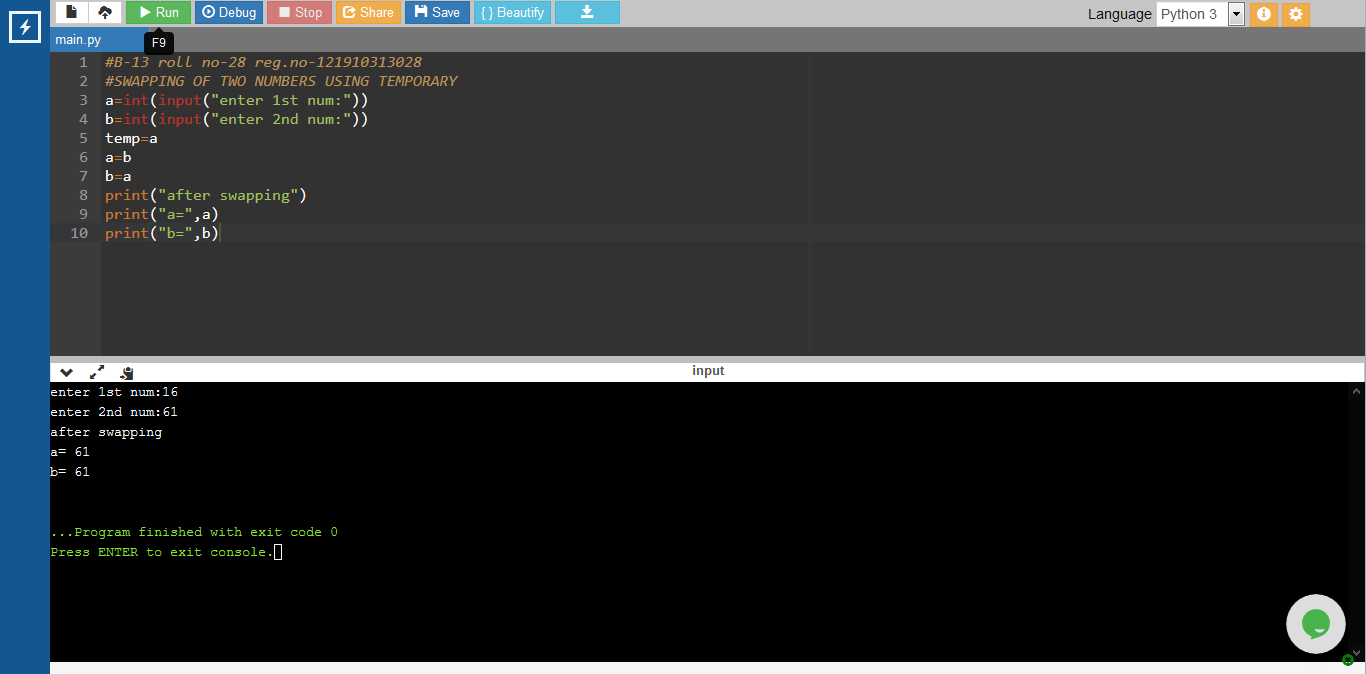 Run Debug Stop Share Save { } Beautify Language Python 3
main.py
F9
1 #B-13 roll no-28 reg.no-121910313028
2 #SWAPPING OF TWO NUMBERS USING TEMPORARY
3 a=int(input("enter 1st num:"))
4 b=int(input("enter 2nd num:"))
5 temp=a
6 a=b
7 b=a
8 print("after swapping")
9 print("a=",a)
10 print("b=",b)
input
enter 1st num:16
enter 2nd num:61
after swapping
a= 61
b= 61
...Program finished with exit code 0
Press ENTER to exit console.